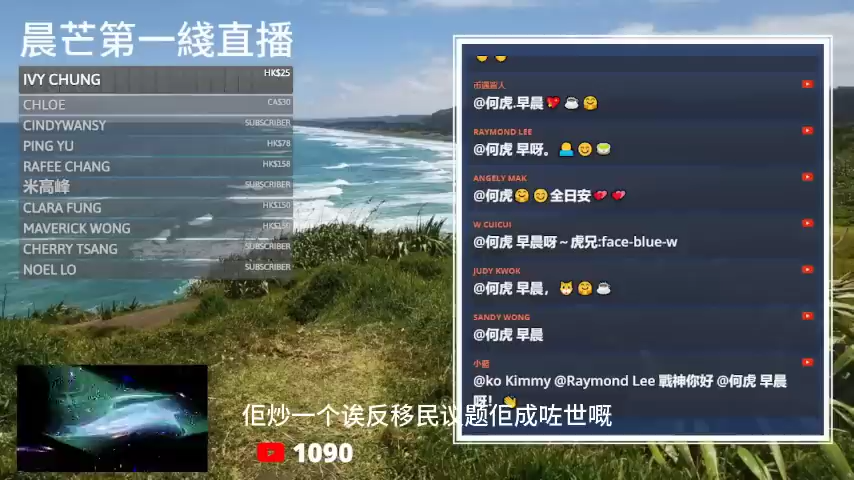 晨芒第一綫直播
IVY CHUNG HK$25
CHLOE CA$30
CINDYWANSY SUBSCRIBER
PING YU HK$78
RAFEE CHANG HK$158
米高峰 SUBSCRIBER
CLARA FUNG HK$150
MAVERICK WONG
CHERRY TSANG SUBSCRIBER
NOEL LO SUBSCRIBER
@何虎.早晨💘☕🤗
RAYMOND LEE
@何虎 早呀。😊🍵
ANGELY MAK
@何虎🤗 😊全日安💕 💕
W CUICUI
@何虎 早晨呀～虎兄:face-blue-w
JUDY KWOK
@何虎 早晨， 🐱🤗☕
SANDY WONG
@何虎 早晨
@ko Kimmy @Raymond Lee 戰神你好 @何虎 早晨
呀! 👏
佢炒一个诶反移民议题佢成咗世嘅
1090